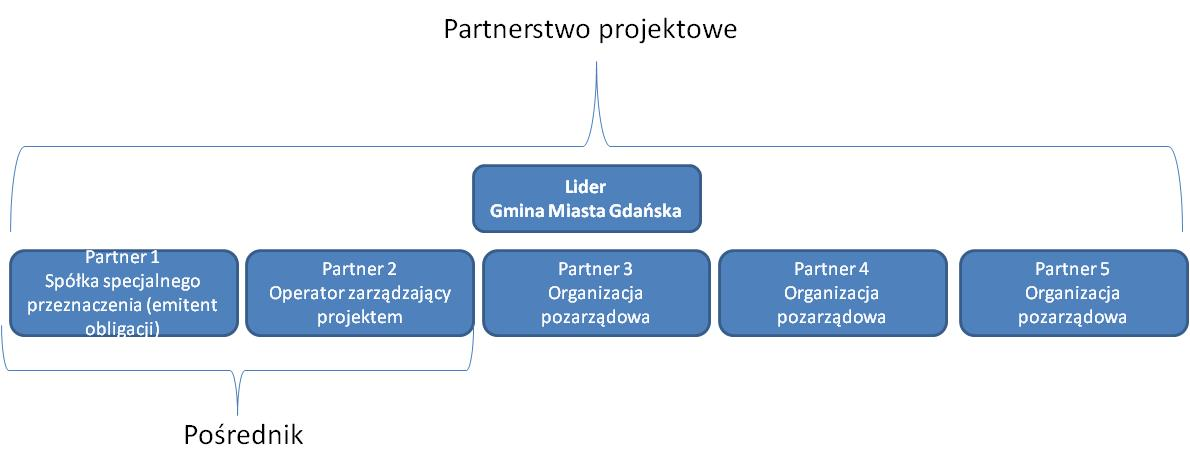 Partnerstwo projektowe
Lider
Gmina Miasta Gdańska
Partner 1
Spółka specjalnego
przeznaczenia (emitent
obligacji)
Partner 2
Operator zarządzający
projektem
Partner 3
Organizacja
pozarządowa
Partner 4
Organizacja
pozarządowa
Partner 5
Organizacja
pozarządowa
Pośrednik